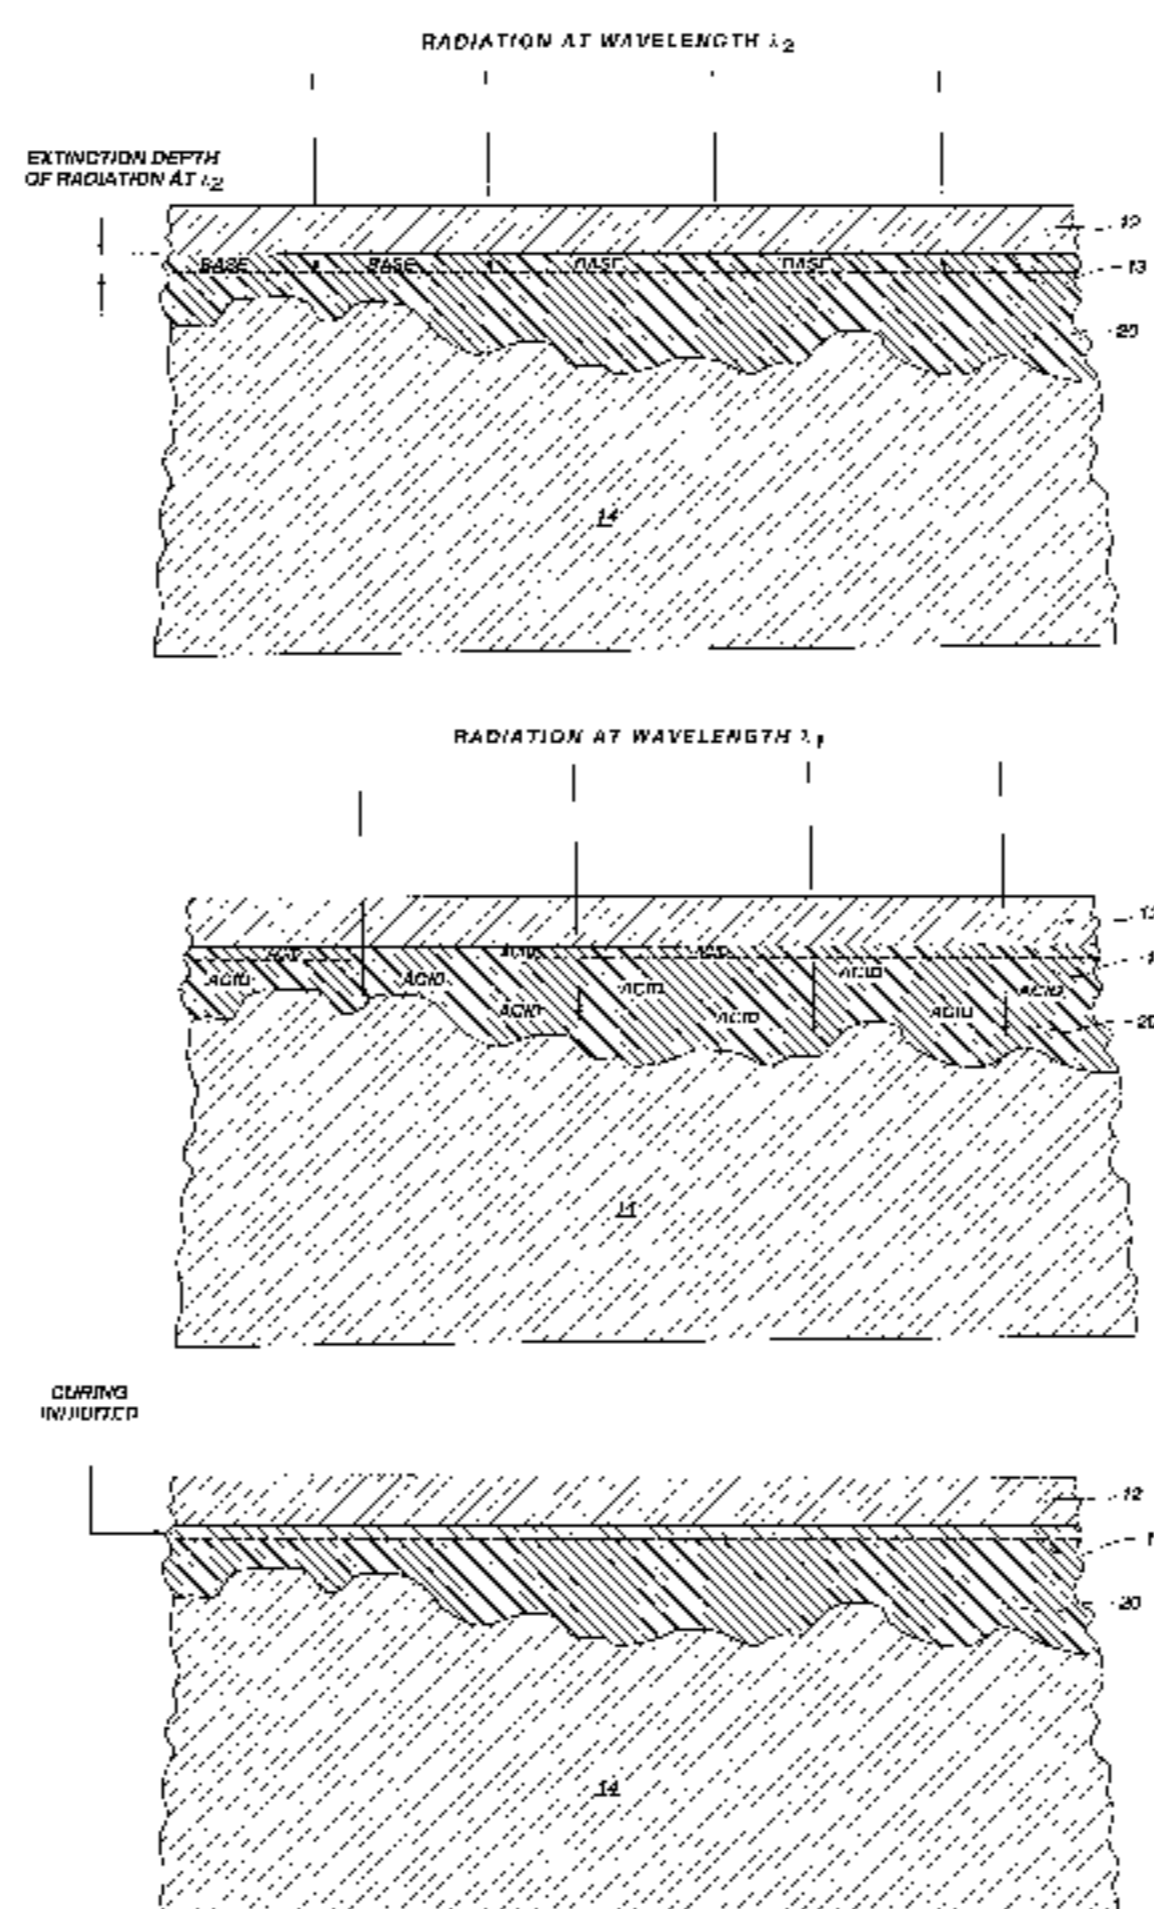 RADIATION AT WAVELENGTH λ2
EXTINCTION DEPTH
OF RADIATION AT λ2
12
BASE BASE BASE BASE
13
20
14
RADIATION AT WAVELENGTH λ1
ACID
ACID ACID ACID ACID
ACID
ACID ACID ACID
20
14
CURING
INHIBITED
12
20
14